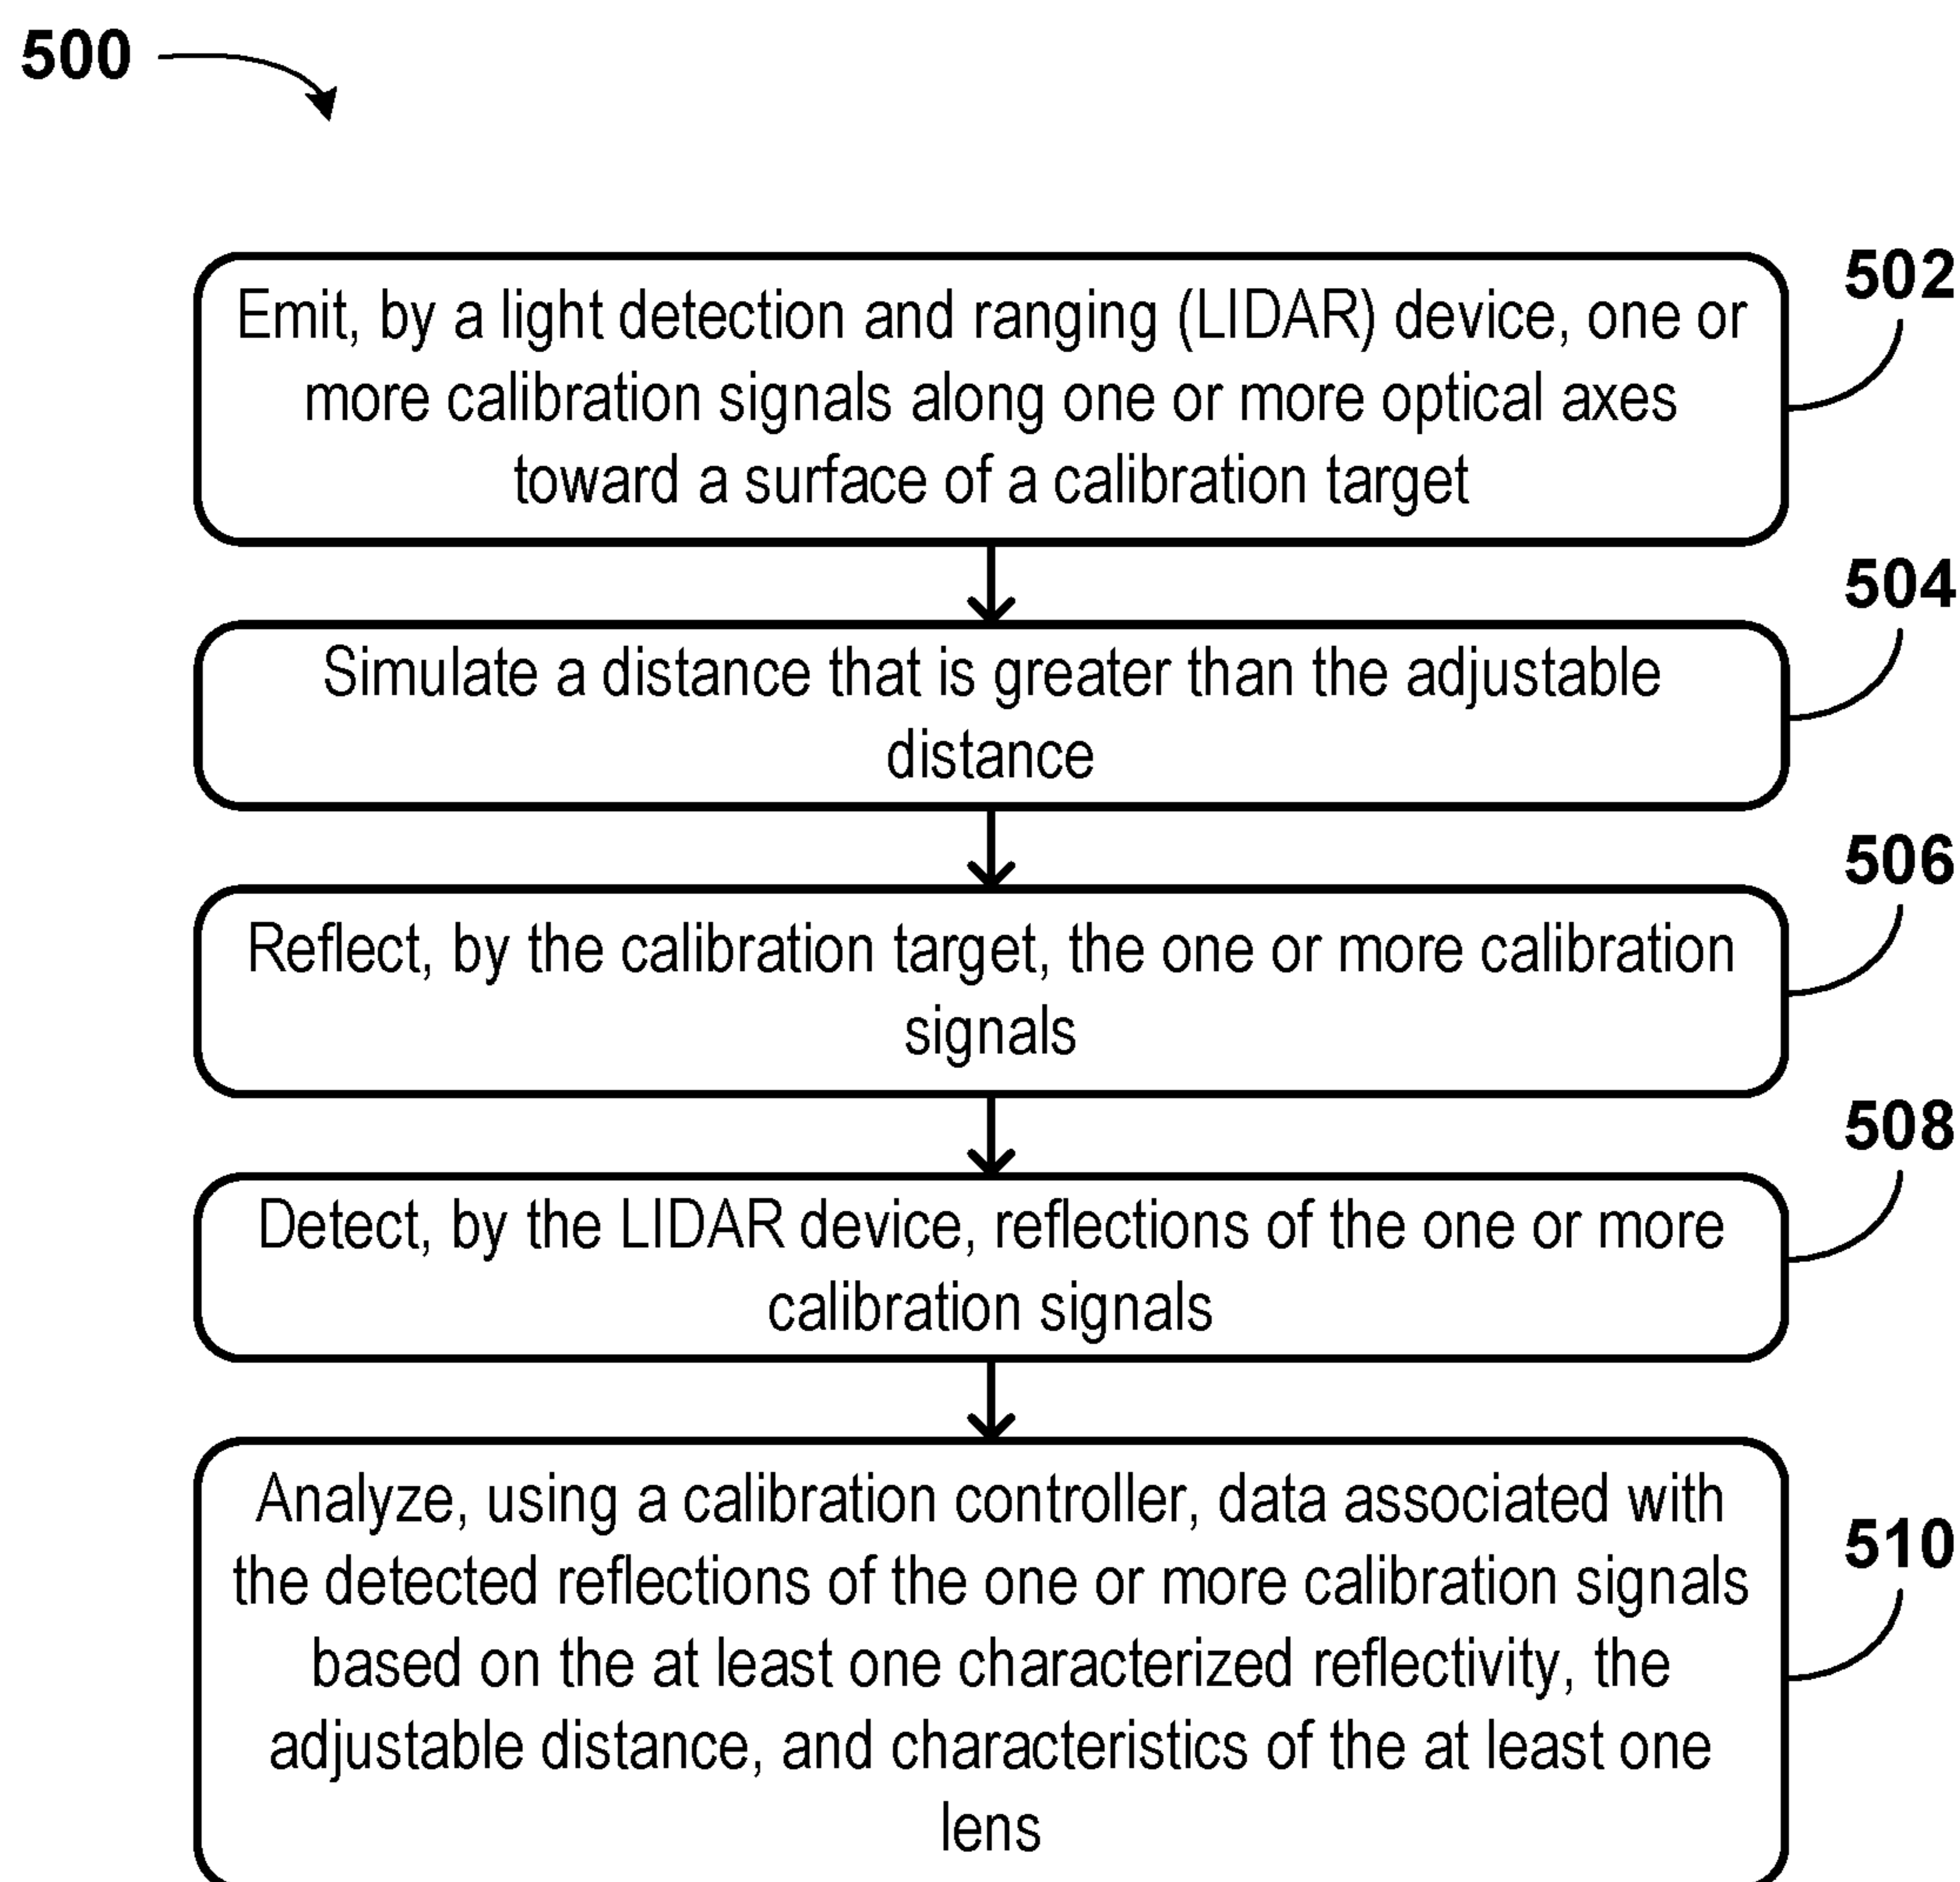 500
502
Emit, by a light detection and ranging (LIDAR) device, one or
more calibration signals along one or more optical axes
toward a surface of a calibration target
504
Simulate a distance that is greater than the adjustable
distance
506
Reflect, by the calibration target, the one or more calibration
signals
508
Detect, by the LIDAR device, reflections of the one or more
calibration signals
510
Analyze, using a calibration controller, data associated with
the detected reflections of the one or more calibration signals
based on the at least one characterized reflectivity, the
adjustable distance, and characteristics of the at least one
lens